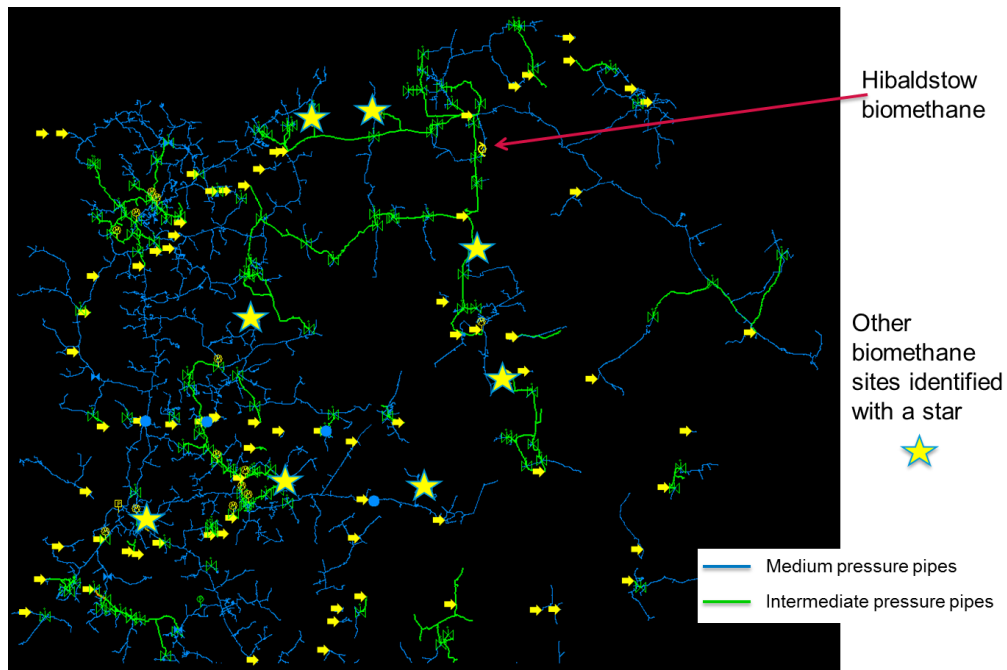 Hibaldstow
biomethane
Other
biomethane
sites identified
with a star
Medium pressure pipes
Intermediate pressure pipes